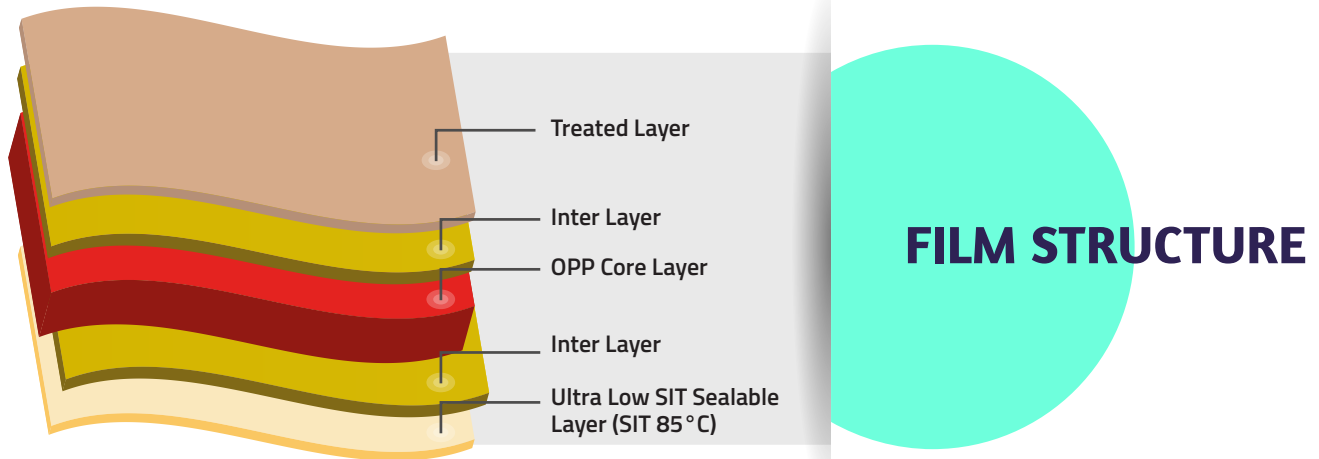 Treated Layer
Inter Layer
OPP Core Layer
Inter Layer
Ultra Low SIT Sealable
Layer (SIT 85°C)
FILM STRUCTURE